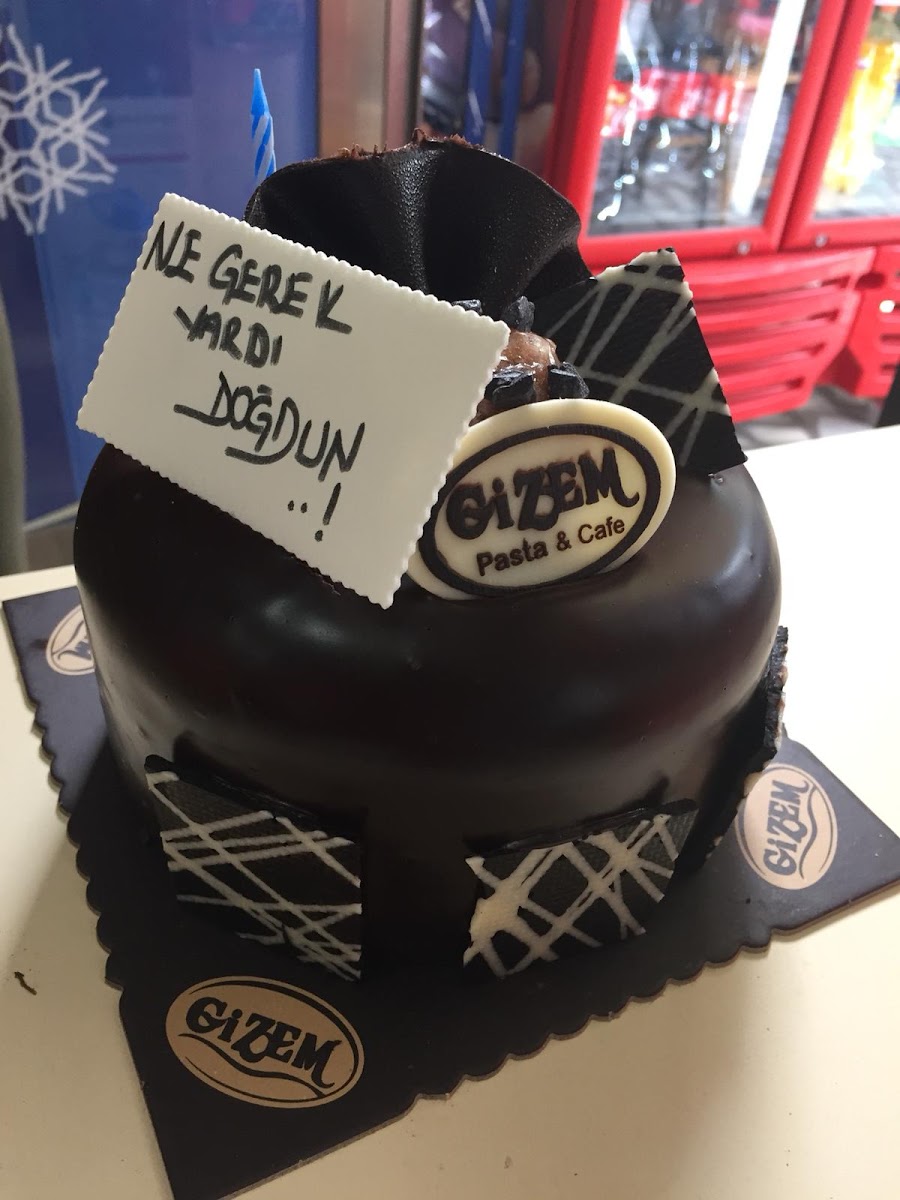 NE GEREK
VARDI
DOĞDUN
..!
GiZEM
Pasta & Cafe
GiZEM
GiZEM